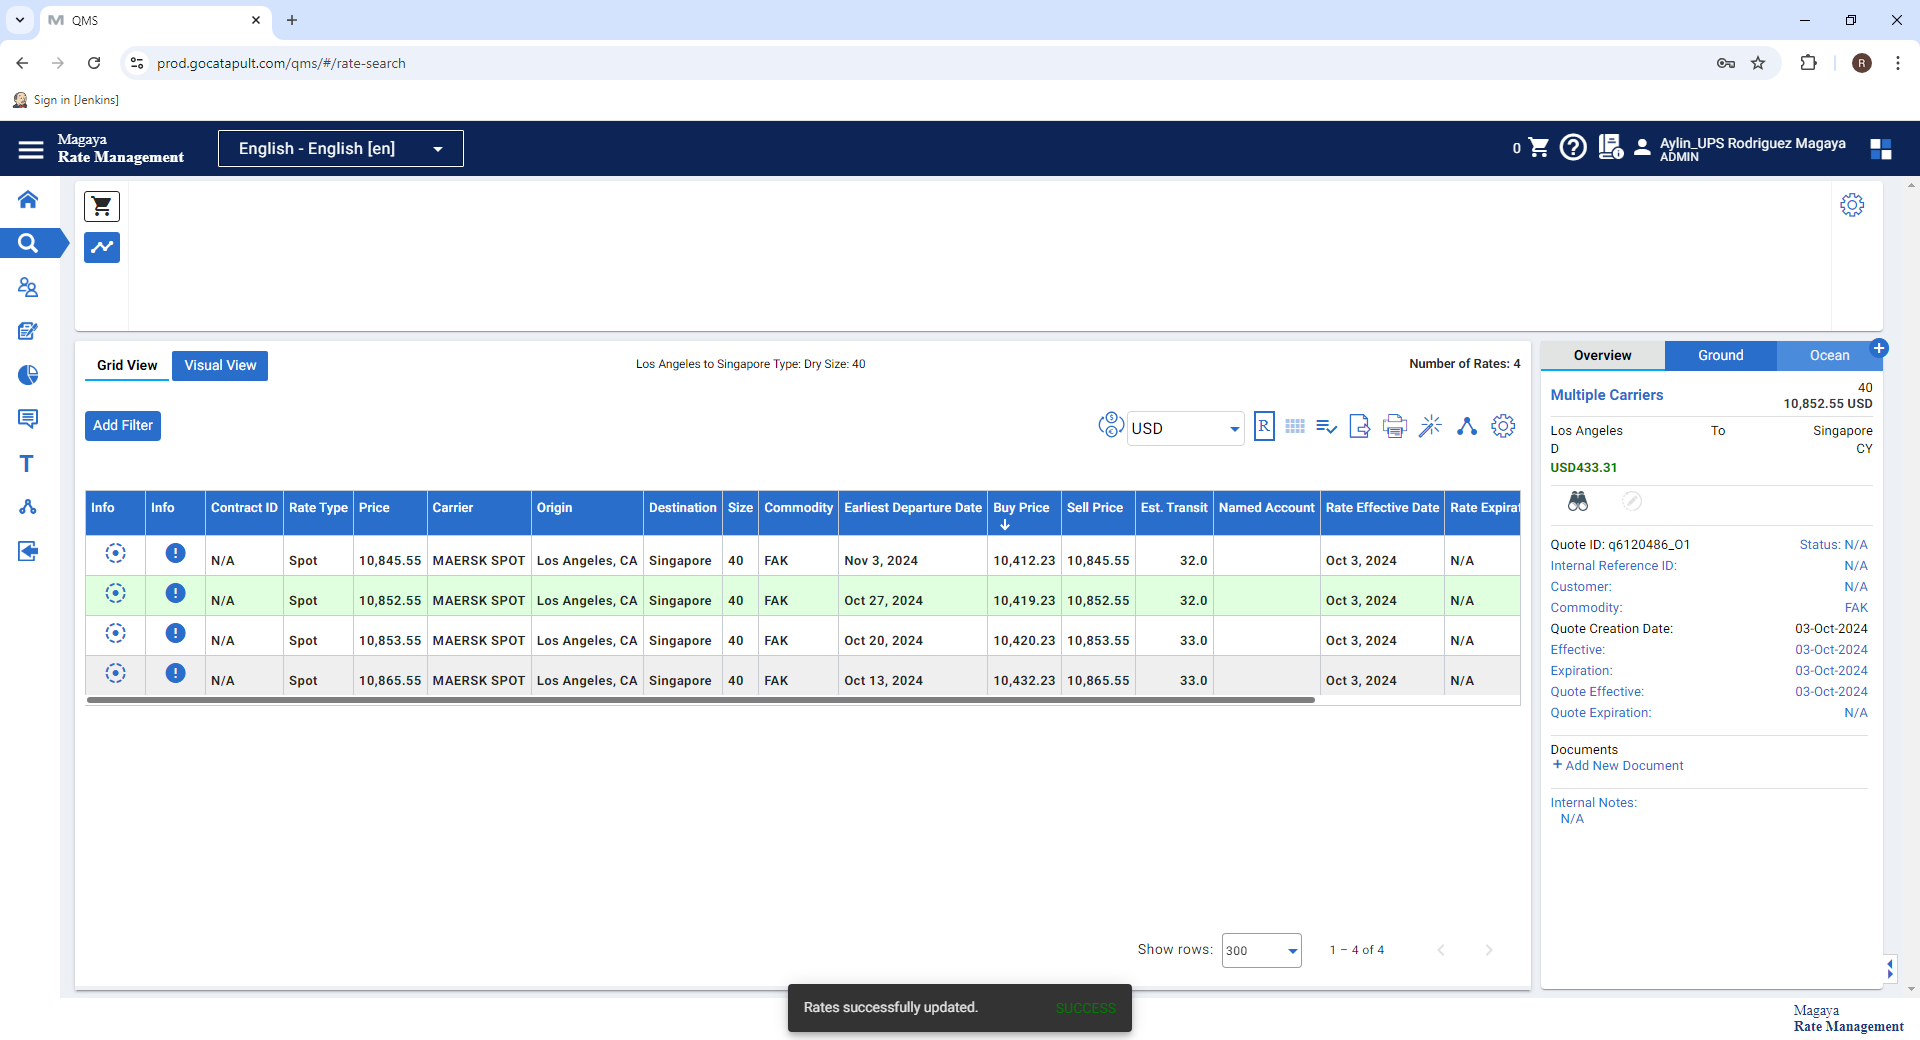 QMS
prod.gocatapult.com/qms/#/rate-search
R
Sign in [Jenkins]
Magaya
Rate Management
English - English [en]
0
Aylin_UPS Rodriguez Magaya
ADMIN
Grid View
Visual View
Los Angeles to Singapore Type: Dry Size: 40
Number of Rates: 4
Add Filter
USD
R
Info Info Contract ID Rate Type Price Carrier Origin Destination Size Commodity Earliest Departure Date Buy Price Sell Price Est. Transit Named Account Rate Effective Date Rate Expirat
N/A Spot 10,845.55 MAERSK SPOT Los Angeles, CA Singapore 40 FAK Nov 3, 2024 10,412.23 10,845.55 32.0 Oct 3, 2024 N/A
N/A Spot 10,852.55 MAERSK SPOT Los Angeles, CA Singapore 40 FAK Oct 27, 2024 10,419.23 10,852.55 32.0 Oct 3, 2024 N/A
N/A Spot 10,853.55 MAERSK SPOT Los Angeles, CA Singapore 40 FAK Oct 20, 2024 10,420.23 10,853.55 33.0 Oct 3, 2024 N/A
N/A Spot 10,865.55 MAERSK SPOT Los Angeles, CA Singapore 40 FAK Oct 13, 2024 10,432.23 10,865.55 33.0 Oct 3, 2024 N/A
Show rows: 300 1 – 4 of 4
Overview Ground Ocean
40
Multiple Carriers
10,852.55 USD
Los Angeles To Singapore
D CY
USD433.31
Quote ID: q6120486_O1 Status: N/A
Internal Reference ID: N/A
Customer: N/A
Commodity: FAK
Quote Creation Date: 03-Oct-2024
Effective: 03-Oct-2024
Expiration: 03-Oct-2024
Quote Effective: 03-Oct-2024
Quote Expiration: N/A
Documents
+ Add New Document
Internal Notes:
N/A
Rates successfully updated. SUCCESS
Magaya
Rate Management